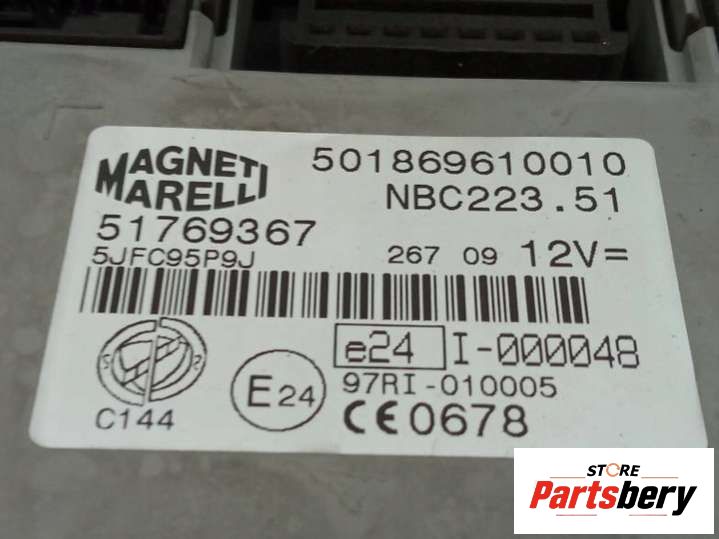 MAGNETI MARELLI 501869610010
NBC223.51
51769367
5JFC95P9J 267 09 12V=
e24 I-000048
E24 97RI-010005
C144 CE0678
STORE
Partsbery